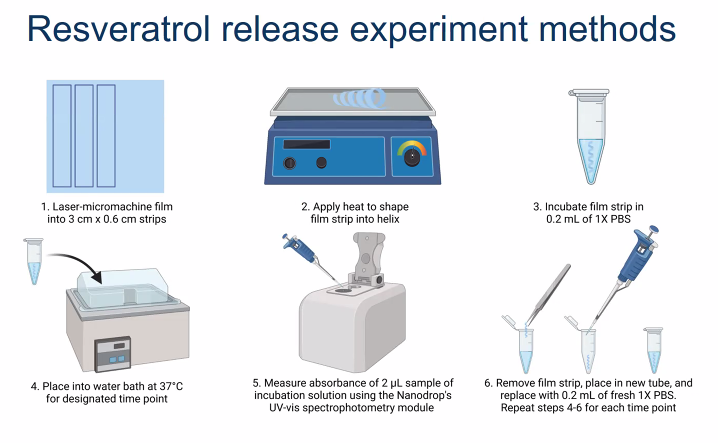 Resveratrol release experiment methods
1. Laser-micromachine film
into 3 cm x 0.6 cm strips
2. Apply heat to shape
film strip into helix
3. Incubate film strip in
0.2 mL of 1X PBS
4. Place into water bath at 37°C
for designated time point
5. Measure absorbance of 2 µL sample of
incubation solution using the Nanodrop's
UV-vis spectrophotometry module
6. Remove film strip, place in new tube, and
replace with 0.2 mL of fresh 1X PBS.
Repeat steps 4-6 for each time point